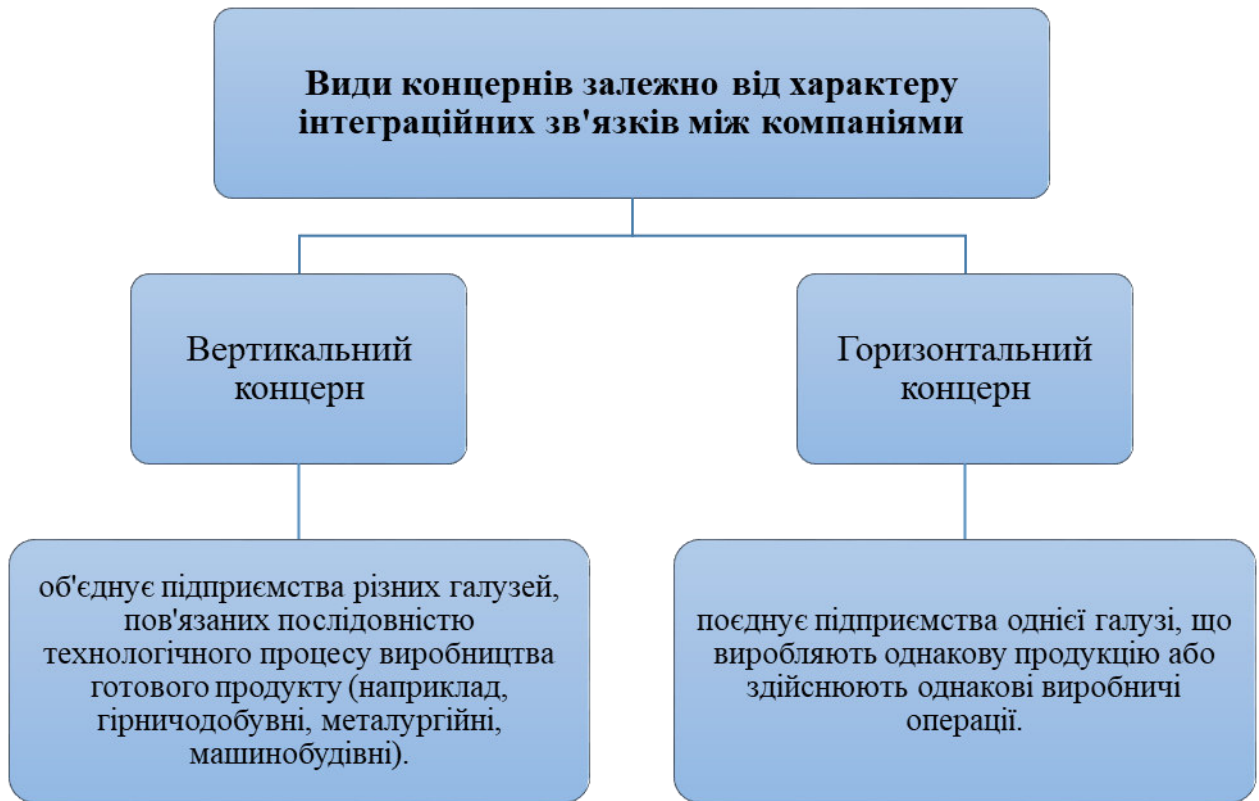 Види концернів залежно від характеру
інтеграційних зв'язків між компаніями
Вертикальний
концерн
Горизонтальний
концерн
об'єднує підприємства різних галузей,
пов'язаних послідовністю
технологічного процесу виробництва
готового продукту (наприклад,
гірничодобувні, металургійні,
машинобудівні).
поєднує підприємства однієї галузі, що
виробляють однакову продукцію або
здійснюють однакові виробничі
операції.